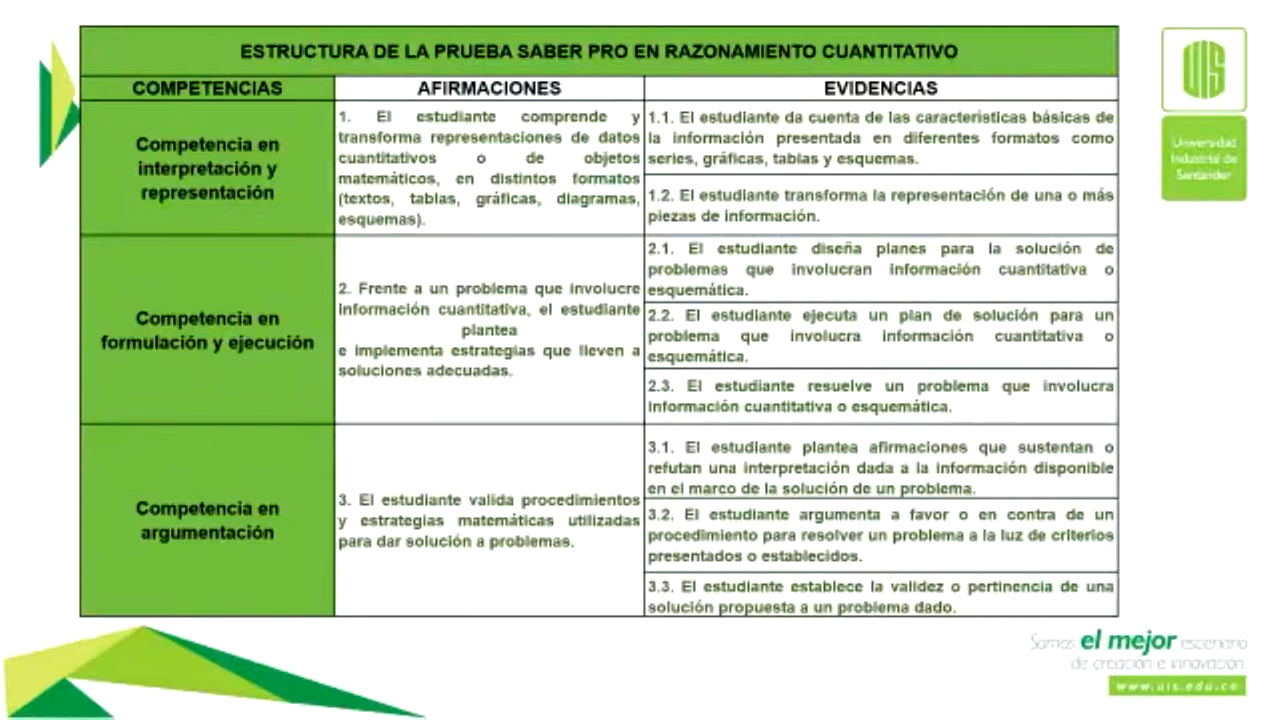 ESTRUCTURA DE LA PRUEBA SABER PRO EN RAZONAMIENTO CUANTITATIVO
COMPETENCIAS
AFIRMACIONES
EVIDENCIAS
Competencia en
interpretación y
representación
1. El estudiante comprende y
transforma representaciones de datos
cuantitativos o de objetos
matemáticos, en distintos formatos
(textos, tablas, gráficas, diagramas,
esquemas).
1.1. El estudiante da cuenta de las características básicas de
la información presentada en diferentes formatos como
series, gráficas, tablas y esquemas.
1.2. El estudiante transforma la representación de una o más
piezas de información.
Competencia en
formulación y ejecución
2. Frente a un problema que involucre
información cuantitativa, el estudiante
plantea
e implementa estrategias que lleven a
soluciones adecuadas.
2.1. El estudiante diseña planes para la solución de
problemas que involucran información cuantitativa o
esquemática.
2.2. El estudiante ejecuta un plan de solución para un
problema que involucra información cuantitativa o
esquemática.
2.3. El estudiante resuelve un problema que involucra
información cuantitativa o esquemática.
Competencia en
argumentación
3. El estudiante valida procedimientos
y estrategias matemáticas utilizadas
para dar solución a problemas.
3.1. El estudiante plantea afirmaciones que sustentan o
refutan una interpretación dada a la información disponible
en el marco de la solución de un problema.
3.2. El estudiante argumenta a favor o en contra de un
procedimiento para resolver un problema a la luz de criterios
presentados o establecidos.
3.3. El estudiante establece la validez o pertinencia de una
solución propuesta a un problema dado.
UIS
Universidad
Industrial de
Santander
Somos el mejor escenario
de creación e innovación.
www.uis.edu.co